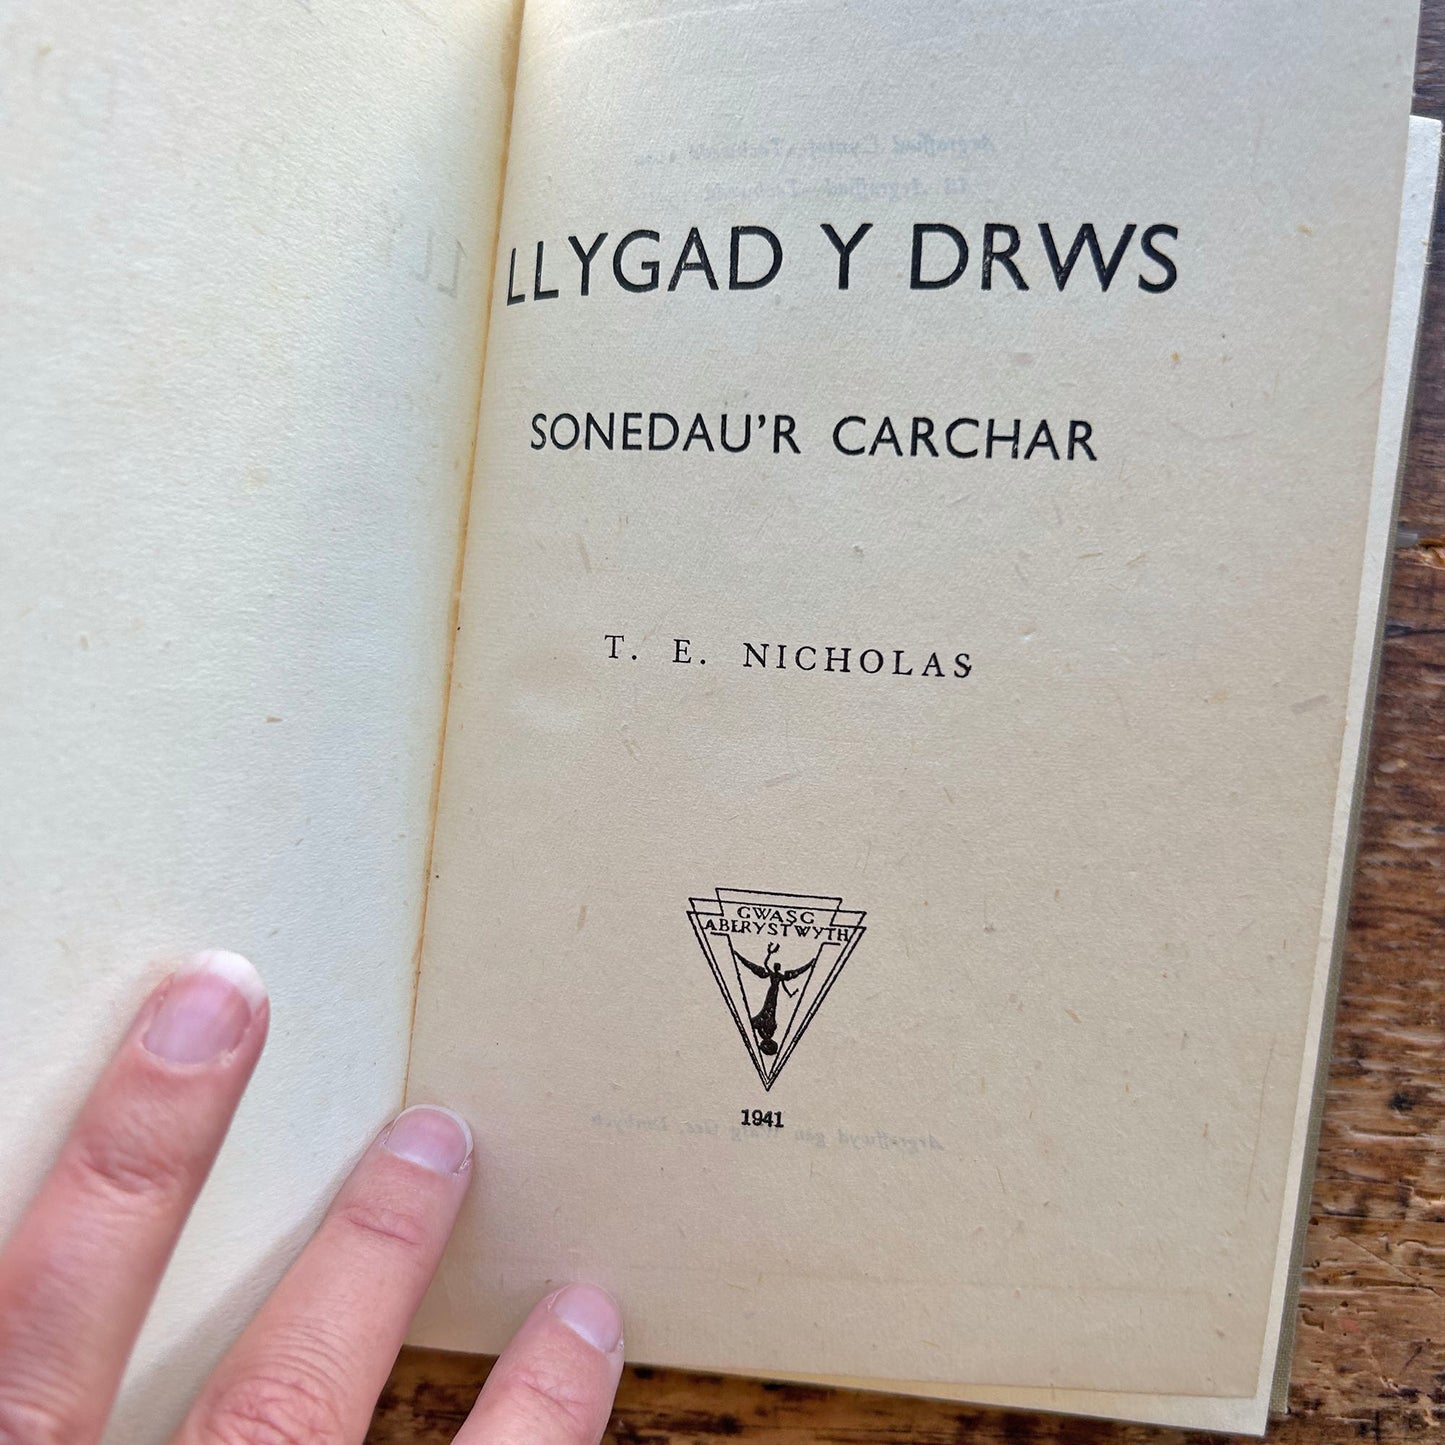 LLYGAD Y DRWS
SONEDAU'R CARCHAR
T. E. NICHOLAS
GWASG
ABERYSTWYTH
1941